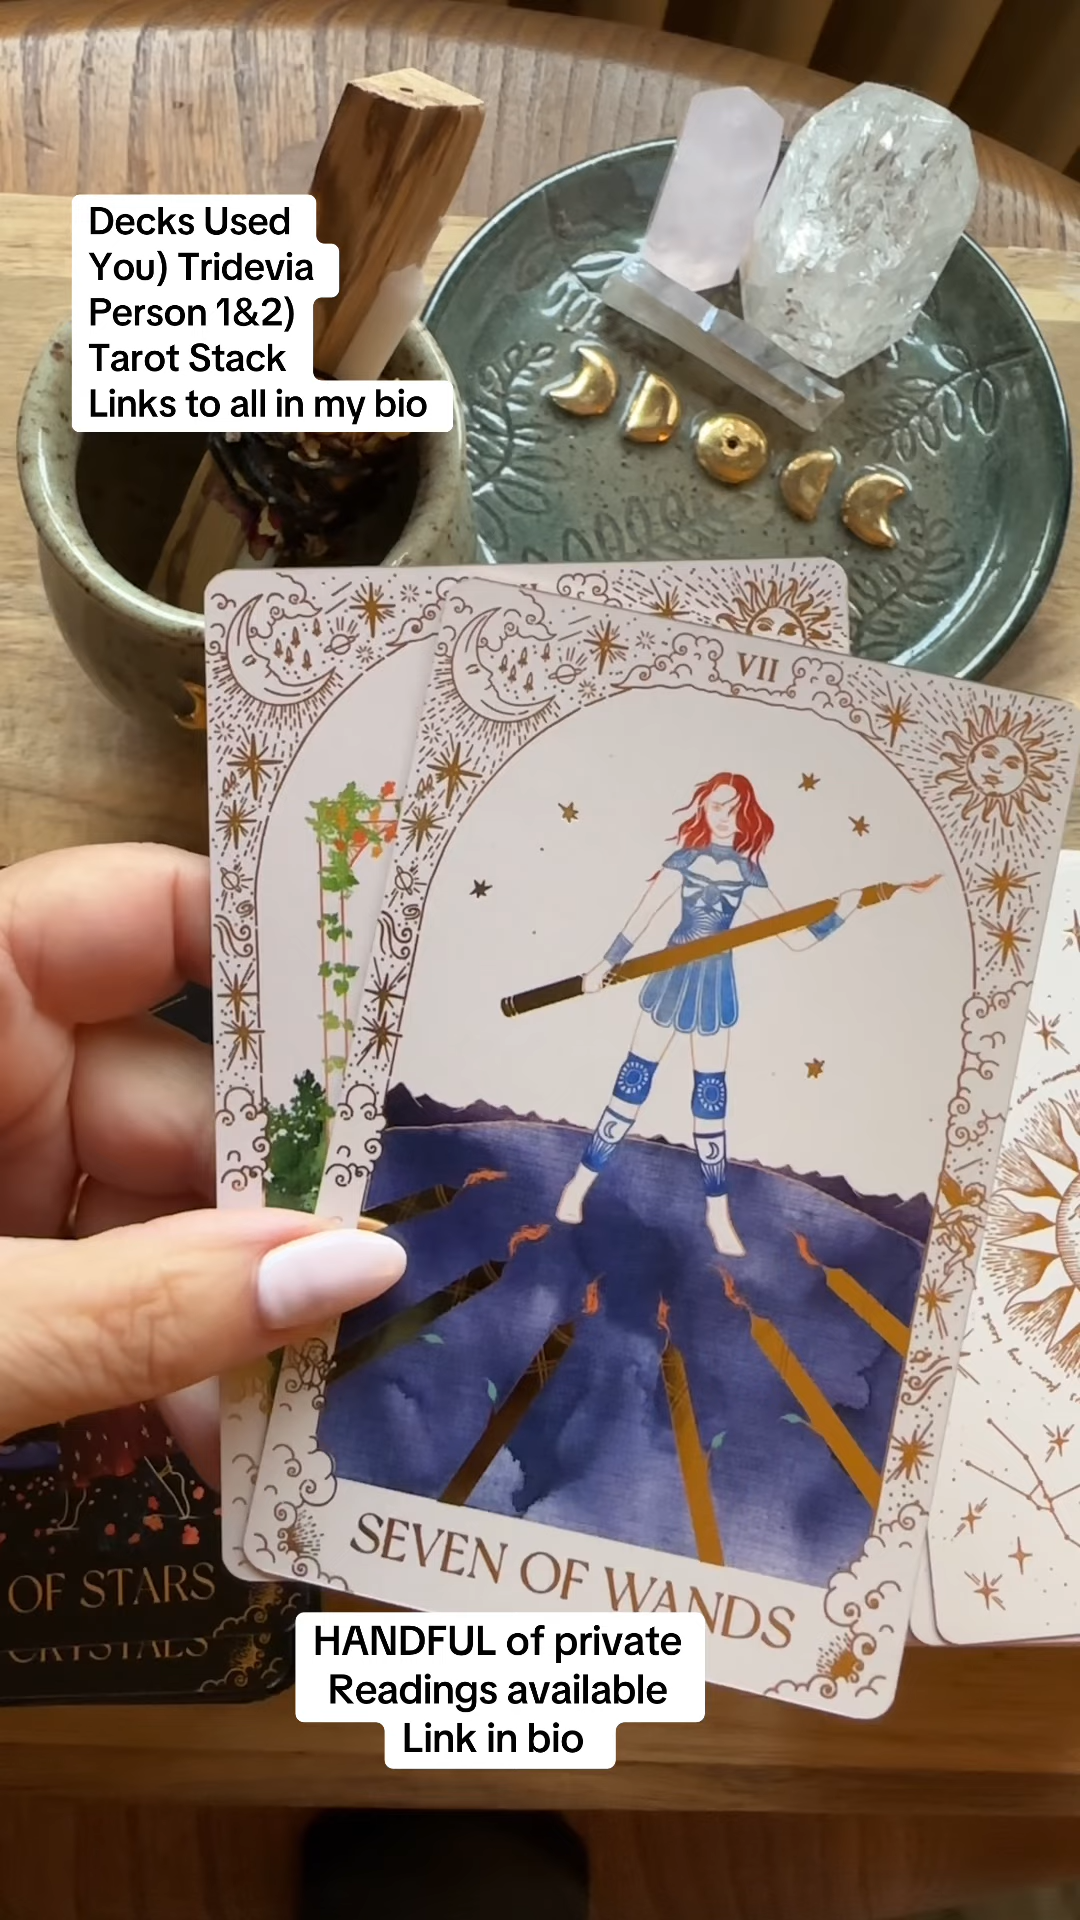 Decks Used
You) Tridevia
Person 1&2)
Tarot Stack
Links to all in my bio
VII
SEVEN OF WANDS
OF STARS
CRYSTALS
HANDFUL of private
Readings available
Link in bio